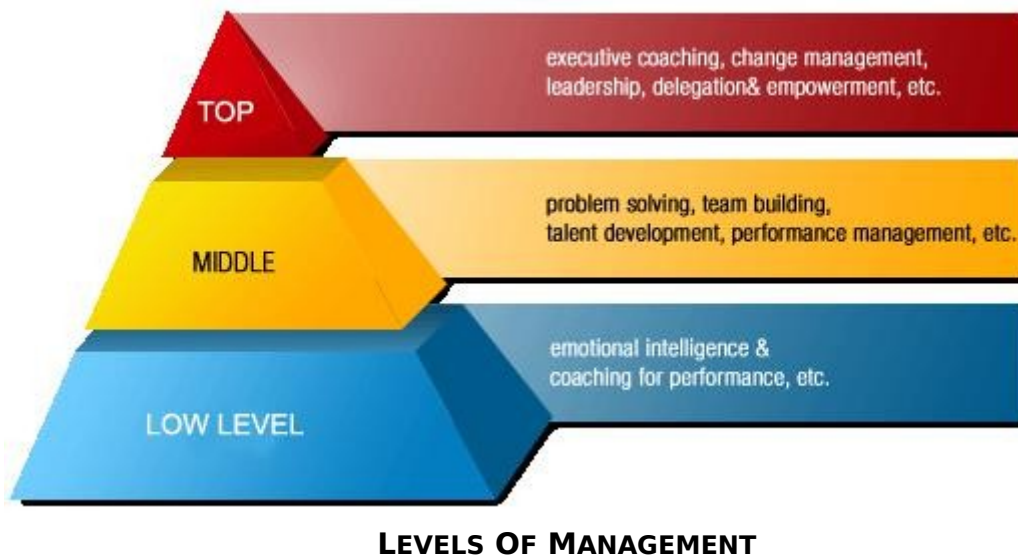 TOP
executive coaching, change management,
leadership, delegation& empowerment, etc.
MIDDLE
problem solving, team building,
talent development, performance management, etc.
LOW LEVEL
emotional intelligence &
coaching for performance, etc.
LEVELS OF MANAGEMENT